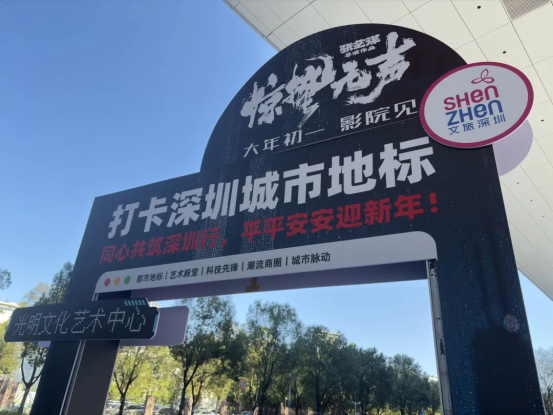 张艺谋
作品
惊蛰无声
大年初一 影院见
SHEN
ZHEN
文旅深圳
打卡深圳城市地标
同心共筑深圳行，平平安安迎新年！
都市地标 | 艺术殿堂 | 科技先锋 | 潮流商圈 | 城市脉动
光明文化艺术中心